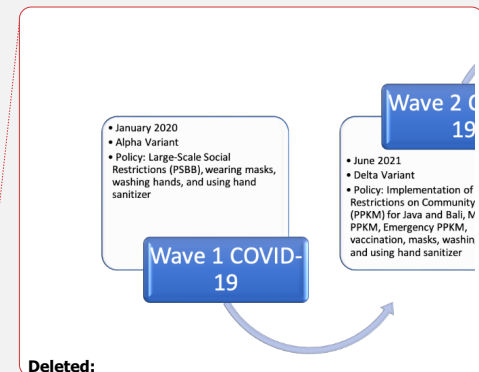 • January 2020
• Alpha Variant
• Policy: Large-Scale Social
Restrictions (PSBB), wearing masks,
washing hands, and using hand
sanitizer
Wave 1 COVID-
19
Wave 2
19
• June 2021
• Delta Variant
• Policy: Implementation of
Restrictions on Community
(PPKM) for Java and Bali,
PPKM, Emergency PPKM,
vaccination, masks,
and using hand sanitizer
Deleted: